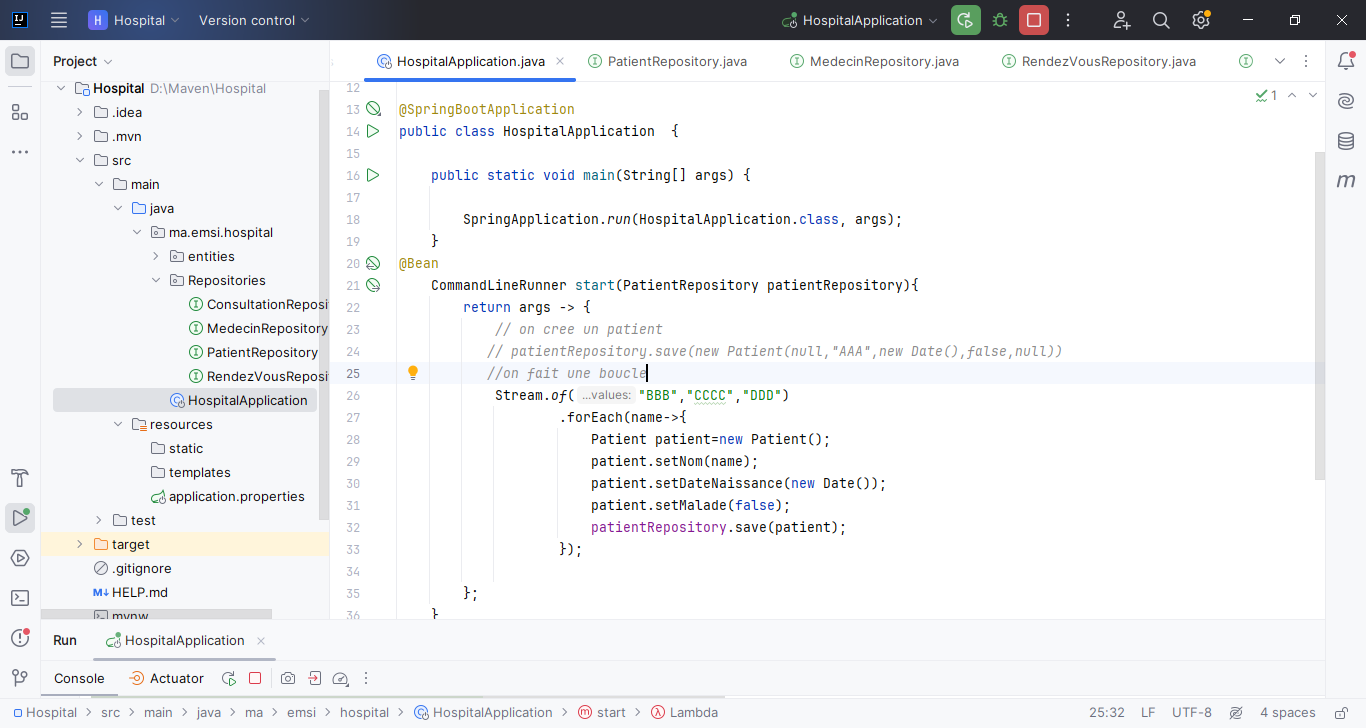 H Hospital Version control HospitalApplication
Project
HospitalApplication.java PatientRepository.java MedecinRepository.java RendezVousRepository.java
Hospital D:\Maven\Hospital
.idea
.mvn
src
main
java
ma.emsi.hospital
entities
Repositories
ConsultationReposi
MedecinRepository
PatientRepository
RendezVousReposi
HospitalApplication
resources
static
templates
application.properties
test
target
.gitignore
M↓ HELP.md
mvnw
1
12
13 @SpringBootApplication
14 public class HospitalApplication  {
15
16     public static void main(String[] args) {
17
18         SpringApplication.run(HospitalApplication.class, args);
19     }
20 @Bean
21     CommandLineRunner start(PatientRepository patientRepository){
22         return args -> {
23             // on cree un patient
24            // patientRepository.save(new Patient(null,"AAA",new Date(),false,null))
25            //on fait une boucle
26             Stream.of( ...values: "BBB","CCCC","DDD")
27                     .forEach(name->{
28                         Patient patient=new Patient();
29                         patient.setNom(name);
30                         patient.setDateNaissance(new Date());
31                         patient.setMalade(false);
32                         patientRepository.save(patient);
33                     });
34
35         };
36     }
m
Run HospitalApplication
Console Actuator
Hospital > src > main > java > ma > emsi > hospital > HospitalApplication > start > Lambda 25:32 LF UTF-8 4 spaces